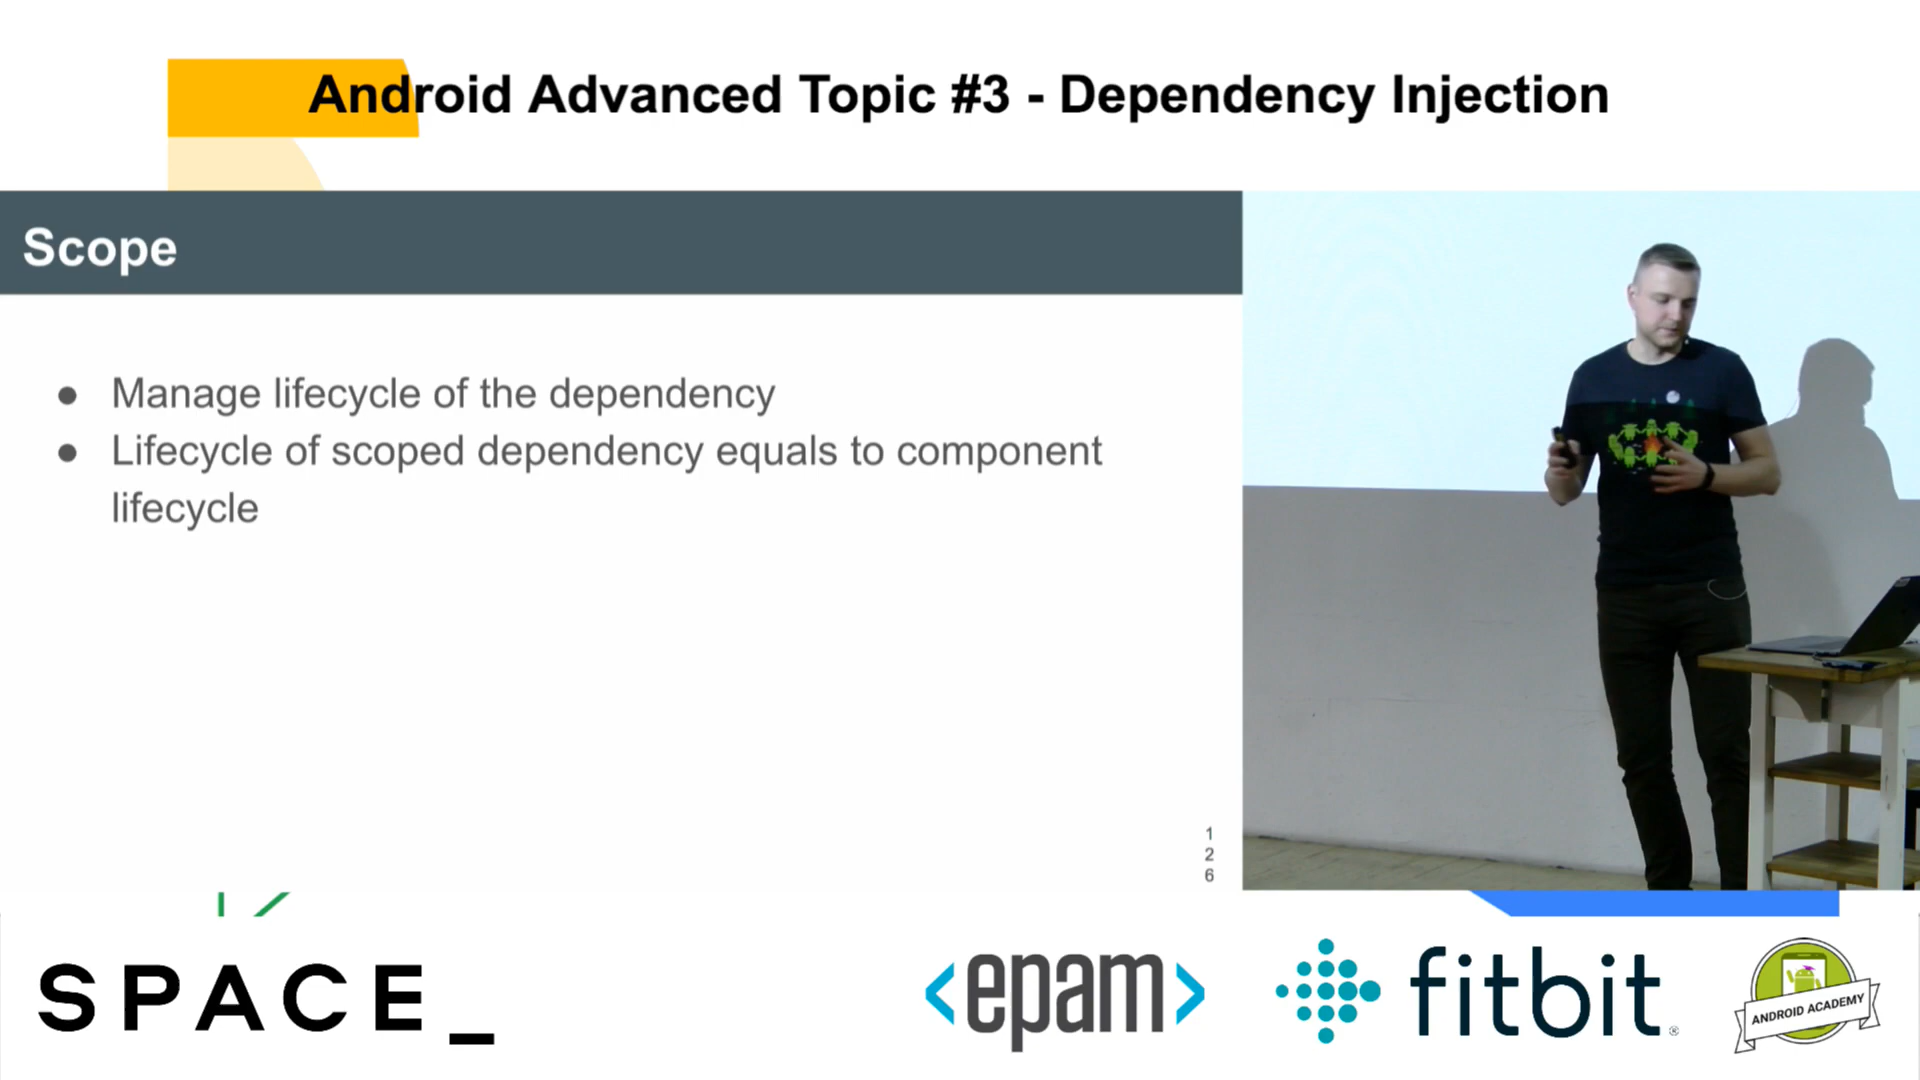 Android Advanced Topic #3 - Dependency Injection
Scope
● Manage lifecycle of the dependency
● Lifecycle of scoped dependency equals to component
lifecycle
1
2
6
SPACE_
<epam>
fitbit®
ANDROID ACADEMY